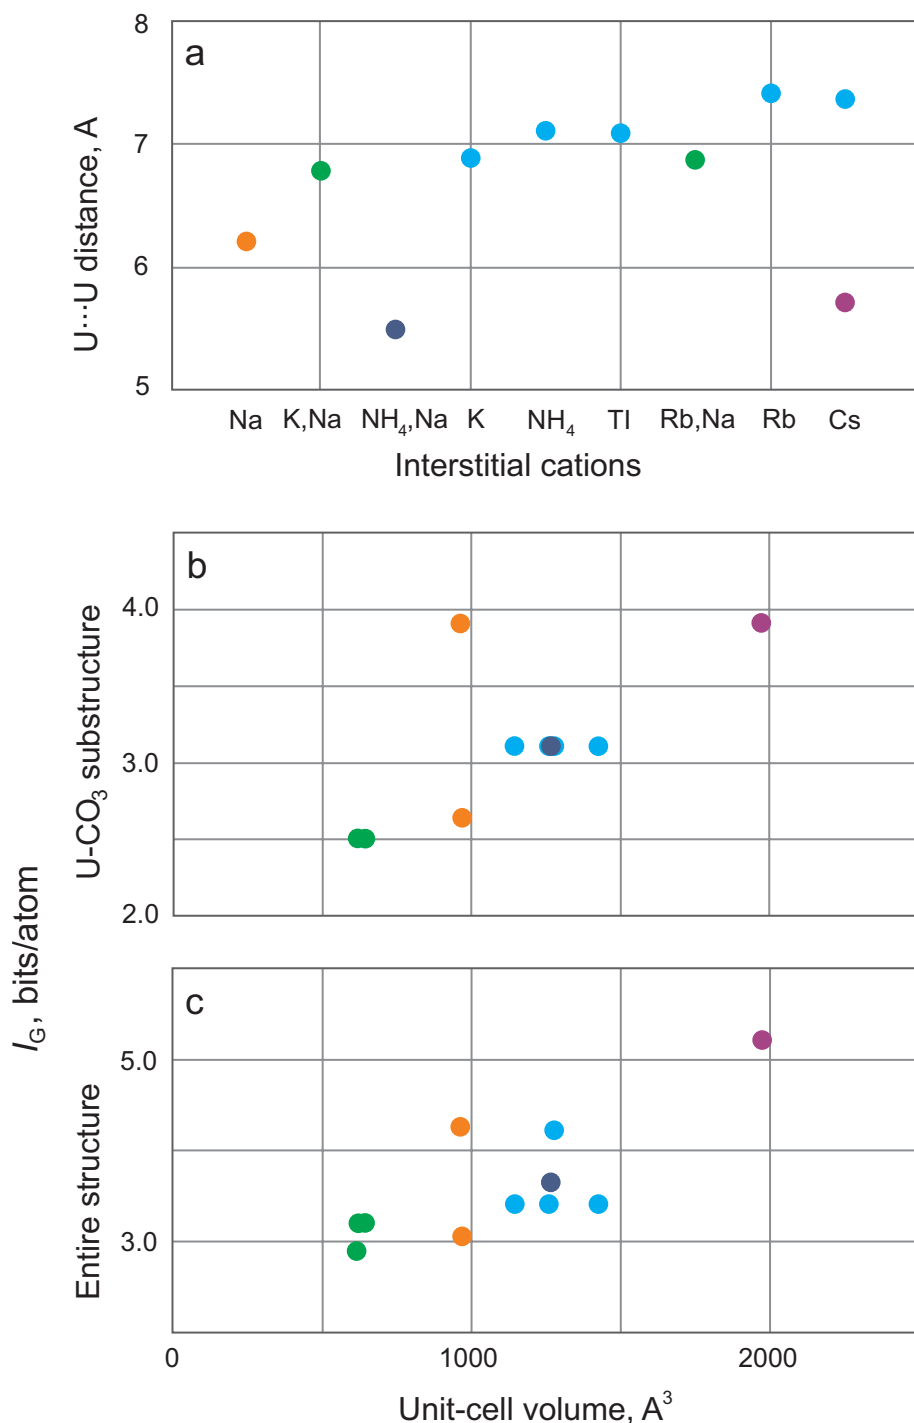 8
a
7
6
5
U···U distance, A
Na K,Na NH₄,Na K NH₄ Tl Rb,Na Rb Cs
Interstitial cations
b
4.0
3.0
2.0
U-CO₃ substructure
I_G, bits/atom
c
5.0
3.0
Entire structure
0 1000 2000
Unit-cell volume, A³